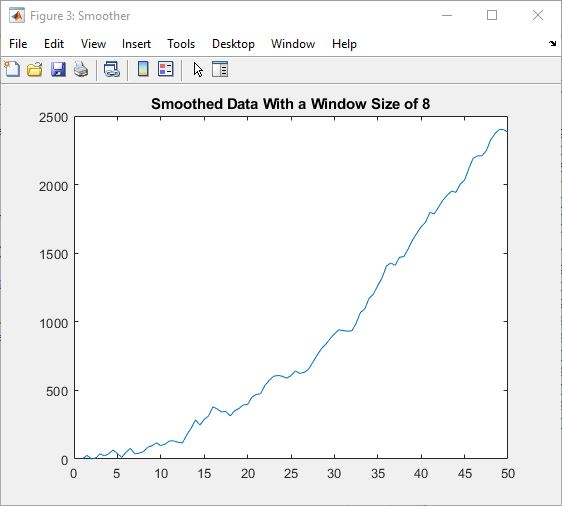 Figure 3: Smoother
File Edit View Insert Tools Desktop Window Help
Smoothed Data With a Window Size of 8
2500
2000
1500
1000
500
0
0 5 10 15 20 25 30 35 40 45 50